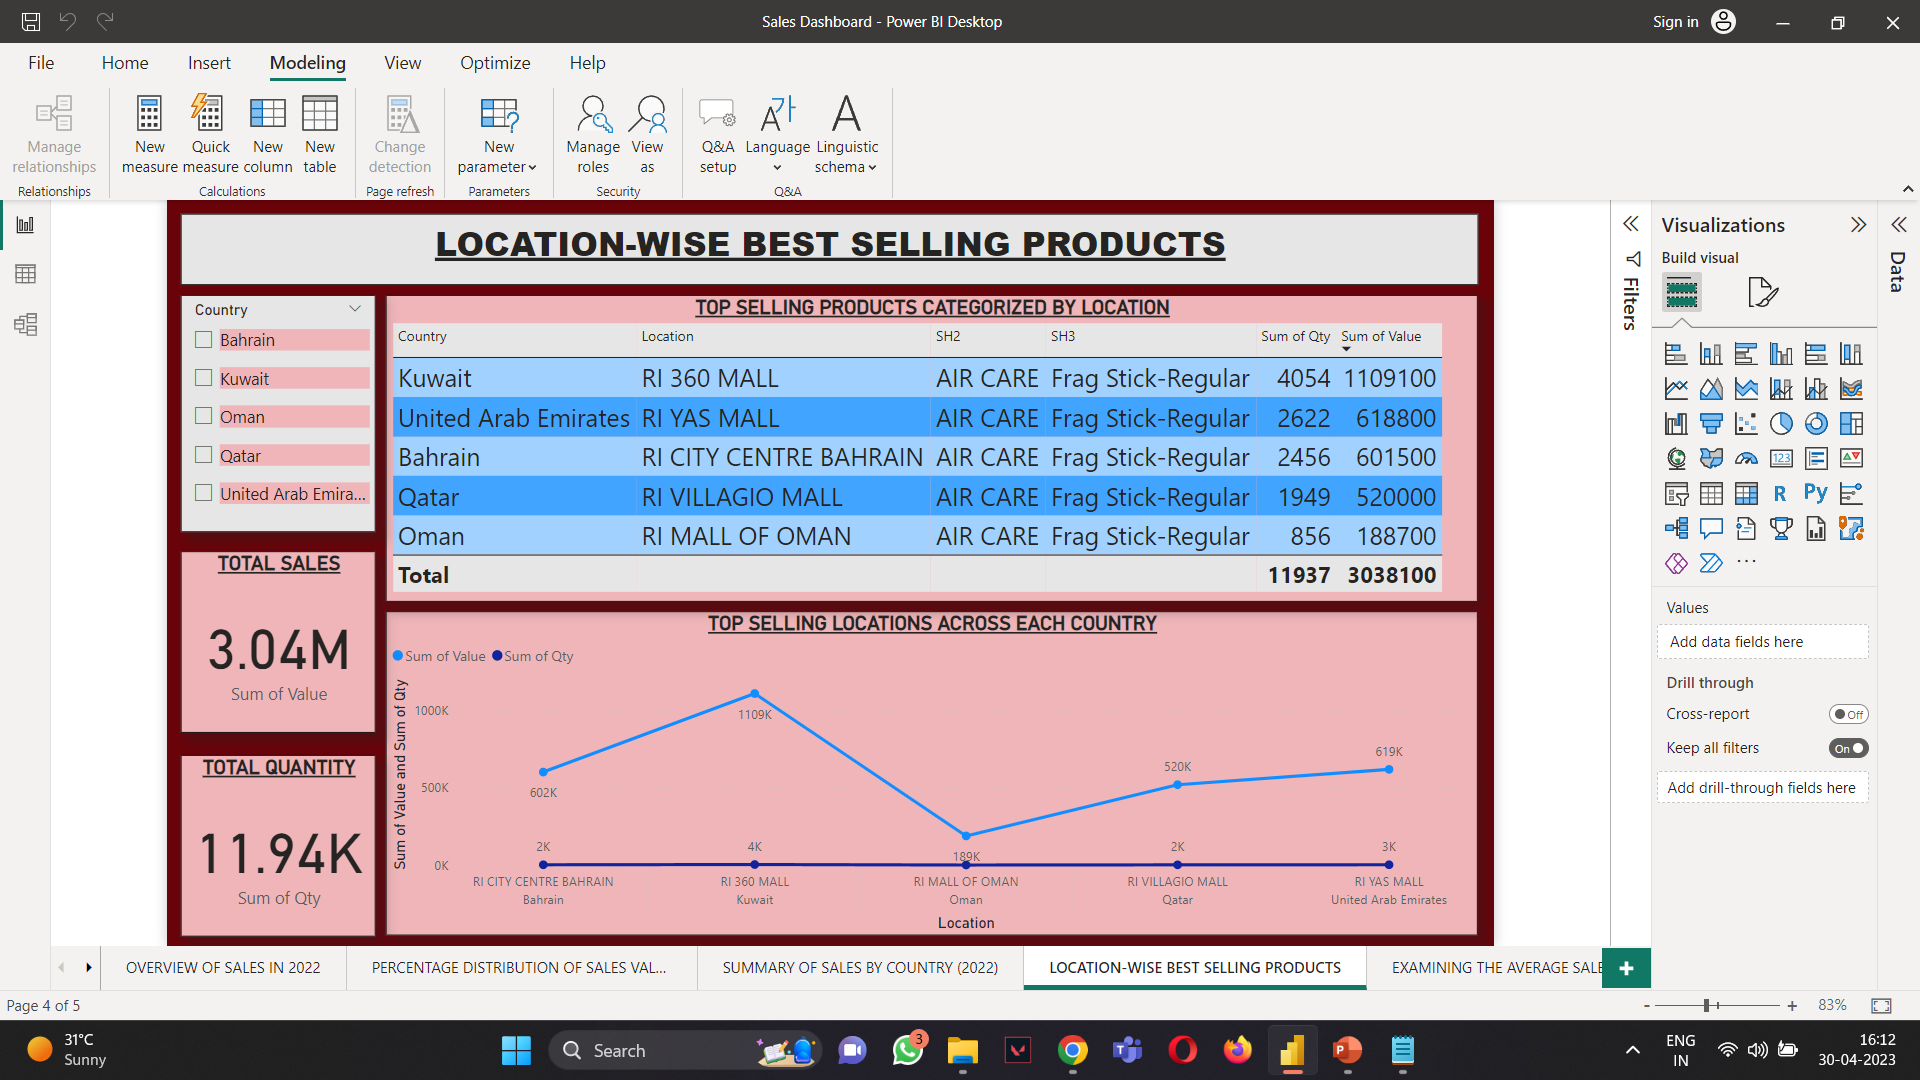 Sales Dashboard - Power BI Desktop
Sign in
File Home Insert Modeling View Optimize Help
Manage relationships
New measure
Quick measure
New column
New table
Change detection
New parameter
Manage roles
View as
Q&A setup
Language
Linguistic schema
Relationships Calculations Page refresh Parameters Security Q&A
LOCATION-WISE BEST SELLING PRODUCTS
Country
Bahrain
Kuwait
Oman
Qatar
United Arab Emira...
TOTAL SALES
3.04M
Sum of Value
TOTAL QUANTITY
11.94K
Sum of Qty
TOP SELLING PRODUCTS CATEGORIZED BY LOCATION
Country Location SH2 SH3 Sum of Qty Sum of Value
Kuwait RI 360 MALL AIR CARE Frag Stick-Regular 4054 1109100
United Arab Emirates RI YAS MALL AIR CARE Frag Stick-Regular 2622 618800
Bahrain RI CITY CENTRE BAHRAIN AIR CARE Frag Stick-Regular 2456 601500
Qatar RI VILLAGIO MALL AIR CARE Frag Stick-Regular 1949 520000
Oman RI MALL OF OMAN AIR CARE Frag Stick-Regular 856 188700
Total 11937 3038100
TOP SELLING LOCATIONS ACROSS EACH COUNTRY
Sum of Value Sum of Qty
Sum of Value and Sum of Qty
1000K
500K
0K
602K
1109K
189K
520K
619K
2K 4K 2K 3K
RI CITY CENTRE BAHRAIN RI 360 MALL RI MALL OF OMAN RI VILLAGIO MALL RI YAS MALL
Bahrain Kuwait Oman Qatar United Arab Emirates
Location
Filters
Visualizations
Build visual
123
R
Py
...
Values
Add data fields here
Drill through
Cross-report Off
Keep all filters On
Add drill-through fields here
Data
OVERVIEW OF SALES IN 2022
PERCENTAGE DISTRIBUTION OF SALES VAL...
SUMMARY OF SALES BY COUNTRY (2022)
LOCATION-WISE BEST SELLING PRODUCTS
EXAMINING THE AVERAGE SALE
+
Page 4 of 5
- + 83%
31°C
Sunny
Search
3
ENG
IN
16:12
30-04-2023